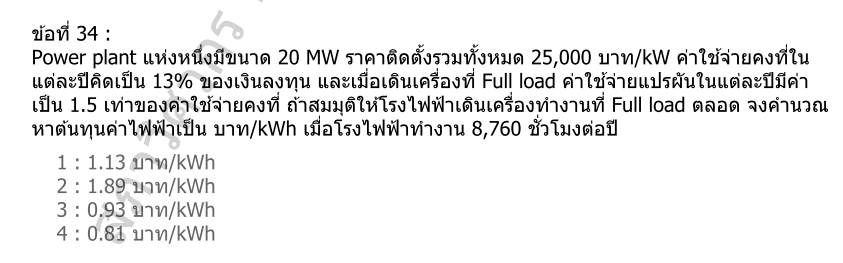 ข้อที่ 34 :
Power plant แห่งหนึ่งมีขนาด 20 MW ราคาติดตั้งรวมทั้งหมด 25,000 บาท/kW ค่าใช้จ่ายคงที่ใน
แต่ละปีคิดเป็น 13% ของเงินลงทุน และเมื่อเดินเครื่องที่ Full load ค่าใช้จ่ายแปรผันในแต่ละปีมีค่า
เป็น 1.5 เท่าของค่าใช้จ่ายคงที่ ถ้าสมมุติให้โรงไฟฟ้าเดินเครื่องทำงานที่ Full load ตลอด จงคำนวณ
หาต้นทุนค่าไฟฟ้าเป็น บาท/kWh เมื่อโรงไฟฟ้าทำงาน 8,760 ชั่วโมงต่อปี
1 : 1.13 บาท/kWh
2 : 1.89 บาท/kWh
3 : 0.93 บาท/kWh
4 : 0.81 บาท/kWh
สภาวิศวกร